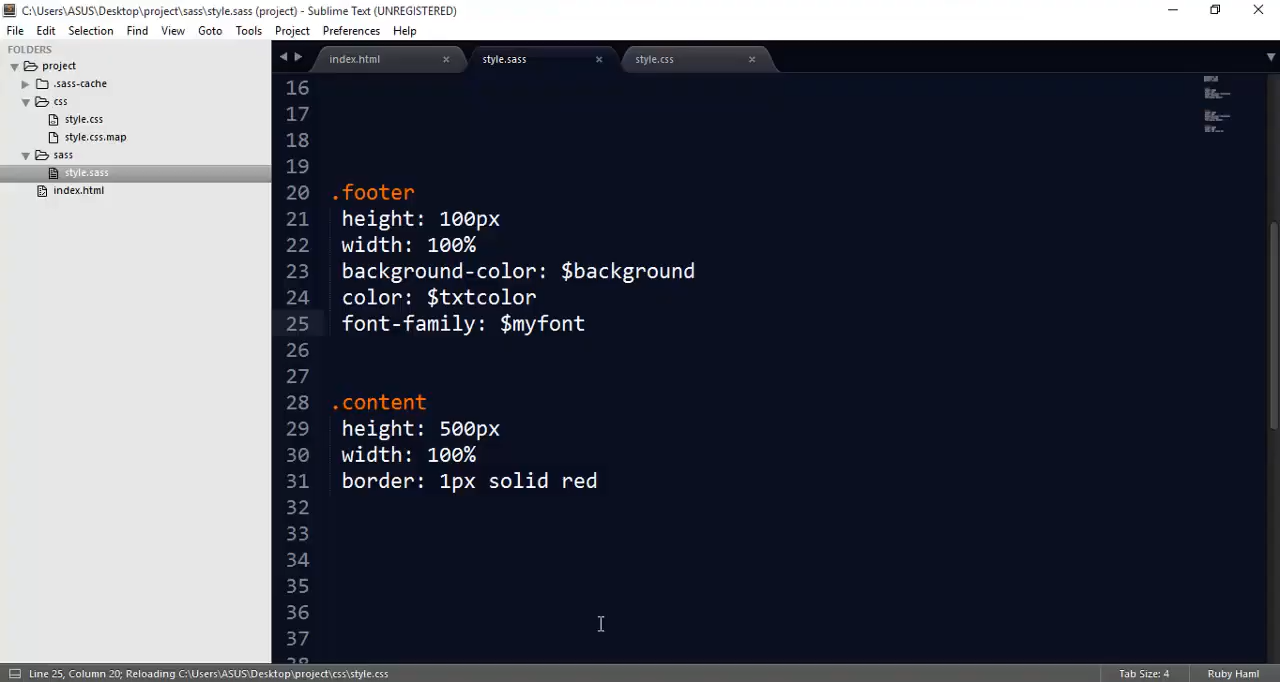 C:\Users\ASUS\Desktop\project\sass\style.sass (project) - Sublime Text (UNREGISTERED)
File Edit Selection Find View Goto Tools Project Preferences Help
FOLDERS
project
.sass-cache
css
style.css
style.css.map
sass
style.sass
index.html
index.html × style.sass × style.css ×
16
17
18
19
20 .footer
21 height: 100px
22 width: 100%
23 background-color: $background
24 color: $txtcolor
25 font-family: $myfont
26
27
28 .content
29 height: 500px
30 width: 100%
31 border: 1px solid red
32
33
34
35
36
37
38
Line 25, Column 20; Reloading C:\Users\ASUS\Desktop\project\css\style.css Tab Size: 4 Ruby Haml